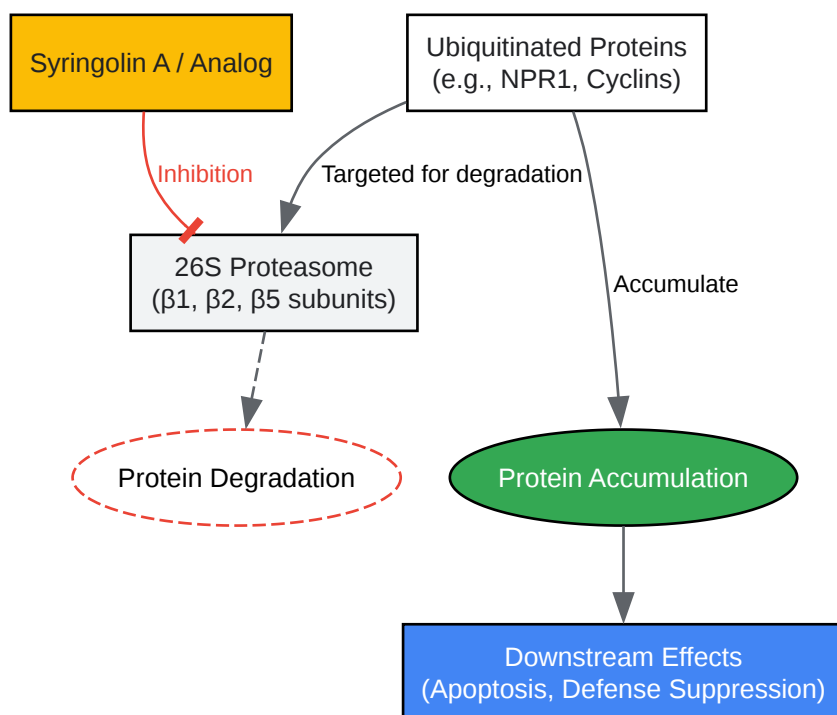 Syringolin A / Analog
Ubiquitinated Proteins
(e.g., NPR1, Cyclins)
Inhibition
Targeted for degradation
26S Proteasome
(β1, β2, β5 subunits)
Accumulate
Protein Degradation
Protein Accumulation
Downstream Effects
(Apoptosis, Defense Suppression)